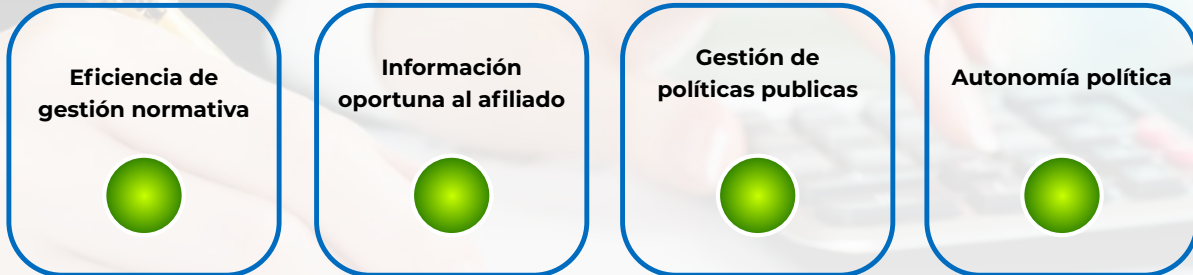 Eficiencia de
gestión normativa
Información
oportuna al afiliado
Gestión de
políticas publicas
Autonomía política